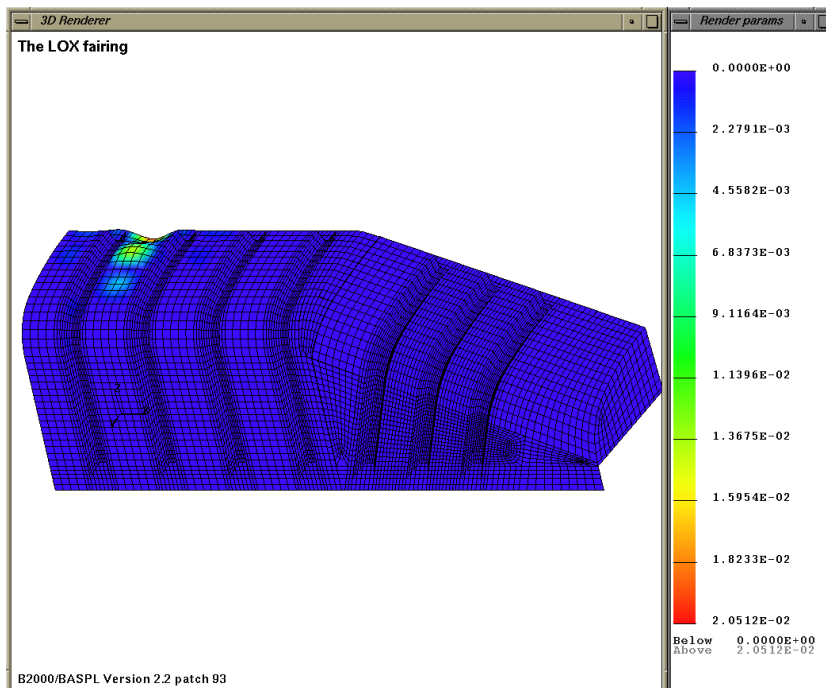 3D Renderer
Render params
The LOX fairing
0.0000E+00
2.2791E-03
4.5582E-03
6.8373E-03
9.1164E-03
1.1396E-02
1.3675E-02
1.5954E-02
1.8233E-02
2.0512E-02
Below 0.0000E+00
Above 2.0512E-02
B2000/BASPL Version 2.2 patch 93